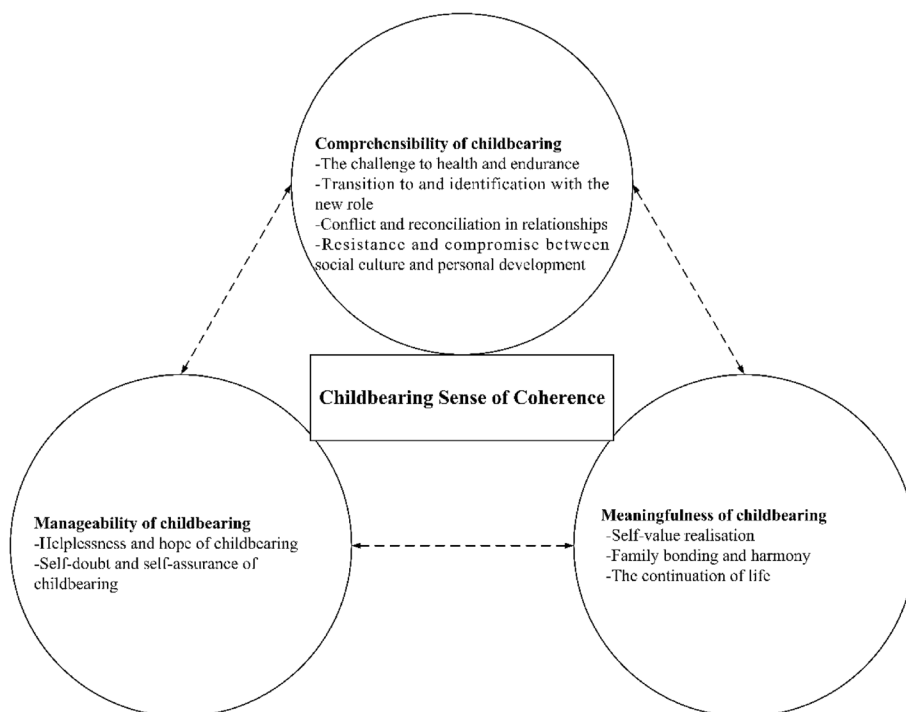 Comprehensibility of childbearing
-The challenge to health and endurance
-Transition to and identification with the
new role
-Conflict and reconciliation in relationships
-Resistance and compromise between
social culture and personal development
Childbearing Sense of Coherence
Manageability of childbearing
-Helplessness and hope of childbearing
-Self-doubt and self-assurance of
childbearing
Meaningfulness of childbearing
-Self-value realisation
-Family bonding and harmony
-The continuation of life